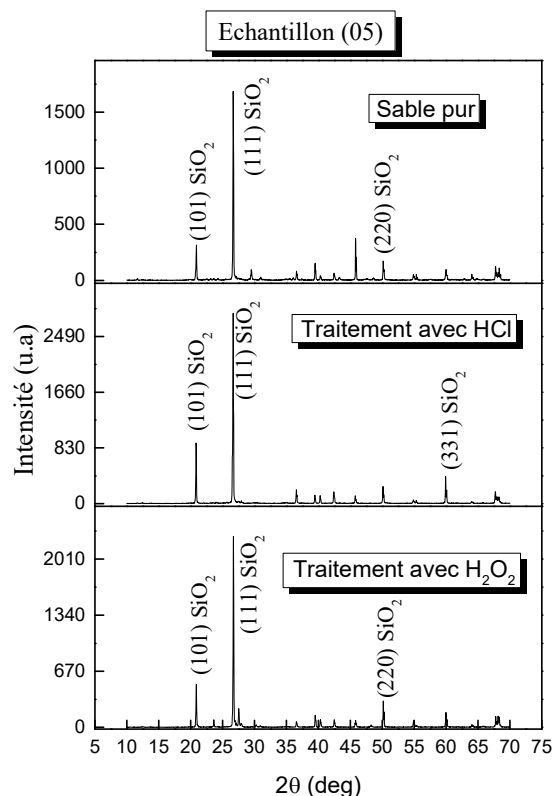 Echantillon (05)
Sable pur
1500
1000
500
0
(101) SiO₂
(111) SiO₂
(220) SiO₂
Traitement avec HCl
2490
1660
830
0
(101) SiO₂
(111) SiO₂
(331) SiO₂
Intensité (u.a)
Traitement avec H₂O₂
2010
1340
670
0
(101) SiO₂
(111) SiO₂
(220) SiO₂
5 10 15 20 25 30 35 40 45 50 55 60 65 70 75
2θ (deg)